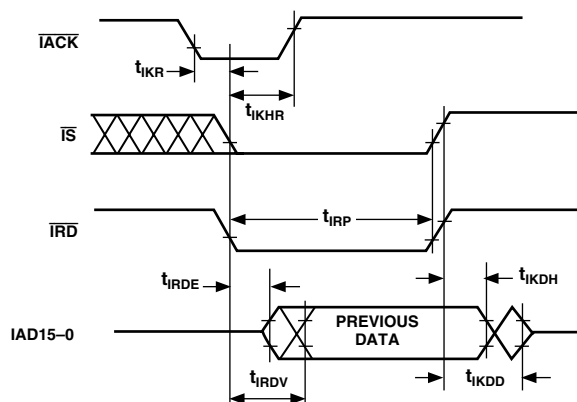 IACK
tIKR
tIKHR
IS
IRD
tIRP
tIRDE
tIKDH
IAD15–0
PREVIOUS
DATA
tIKDD
tIRDV